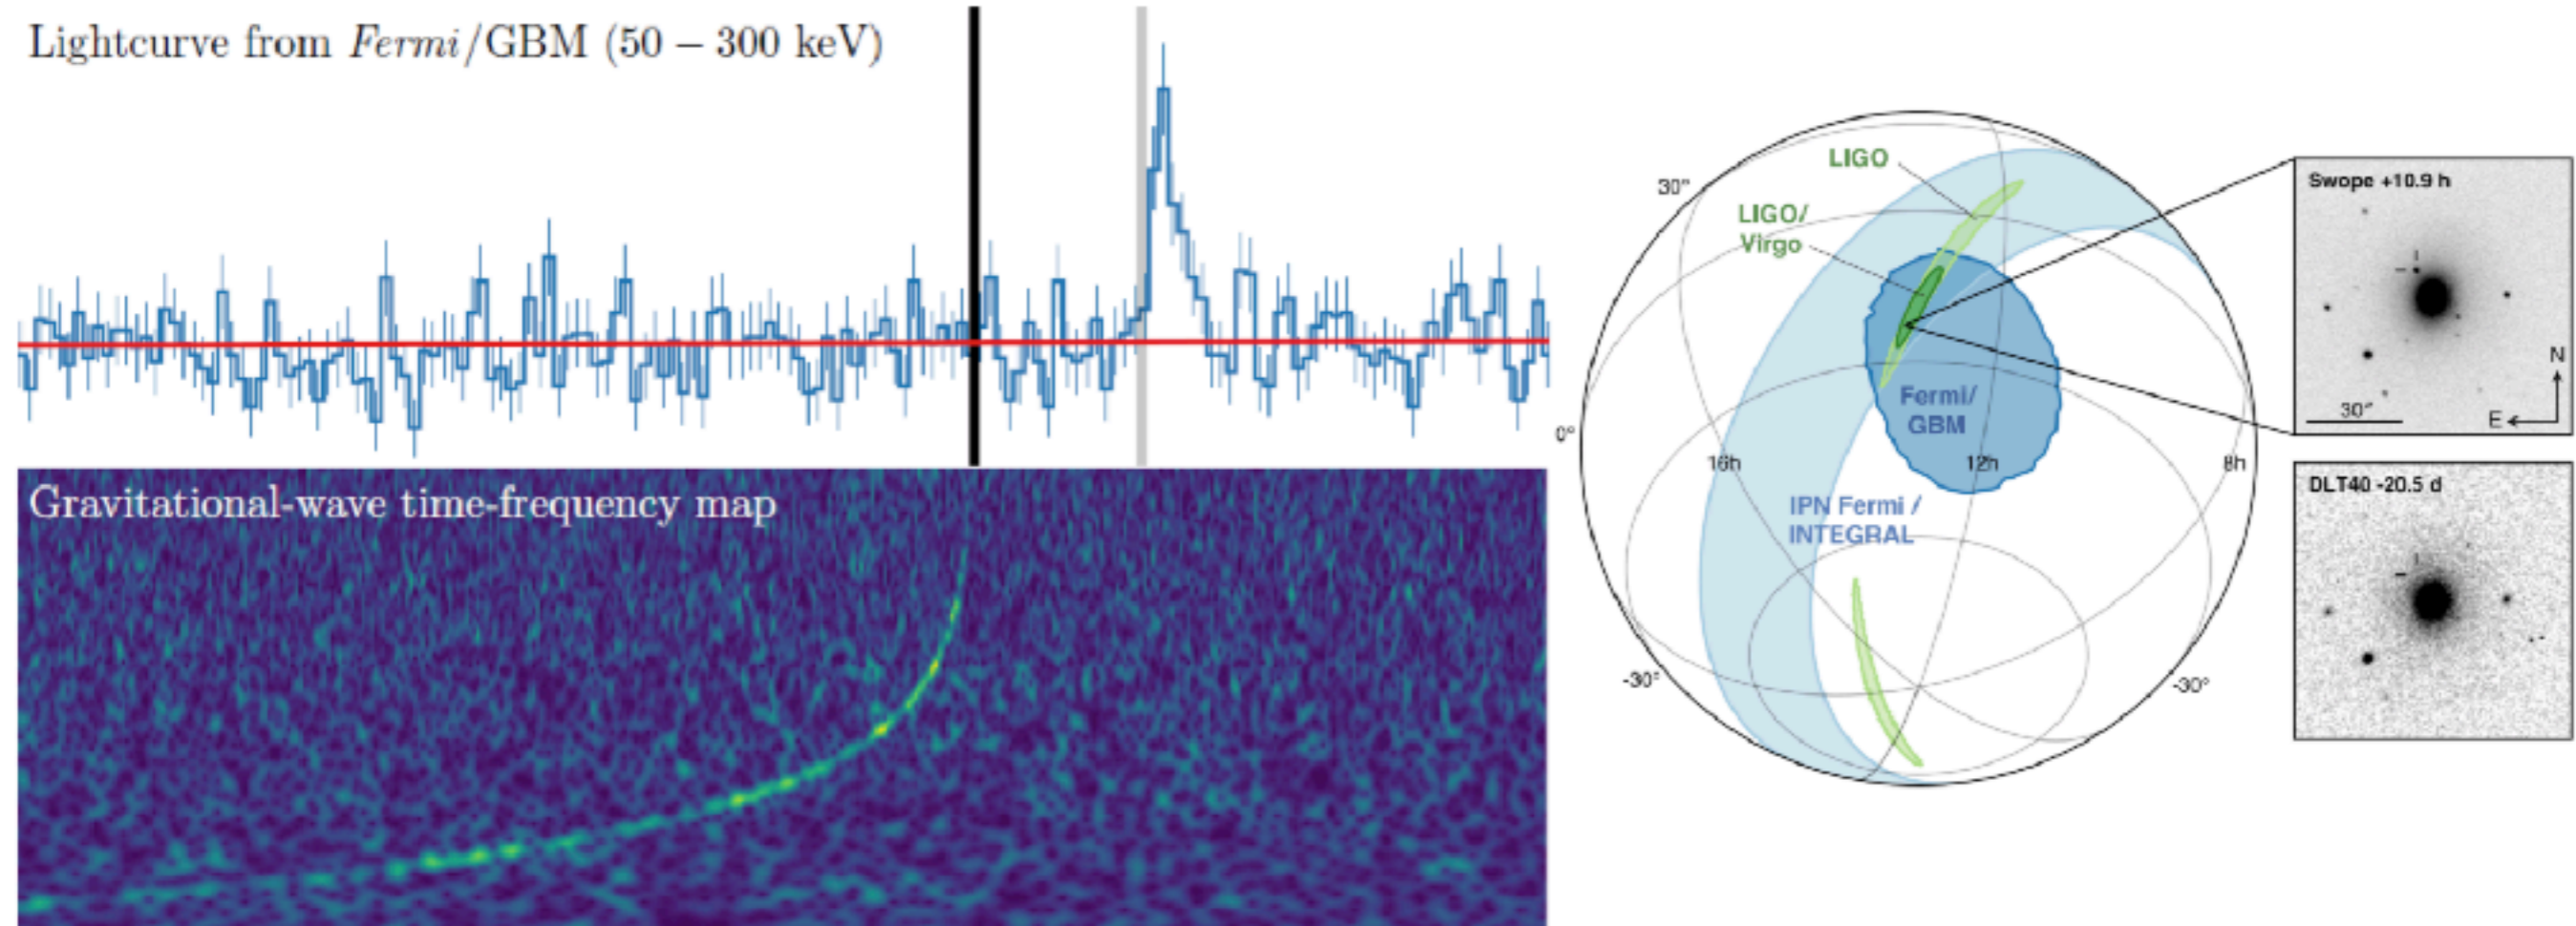 Lightcurve from Fermi/GBM (50 – 300 keV)
Gravitational-wave time-frequency map
LIGO
30°
LIGO/
Virgo
Fermi/
GBM
0°
16h
12h
8h
IPN Fermi /
INTEGRAL
-30°
-30°
Swope +10.9 h
N
30"
E
DLT40 -20.5 d